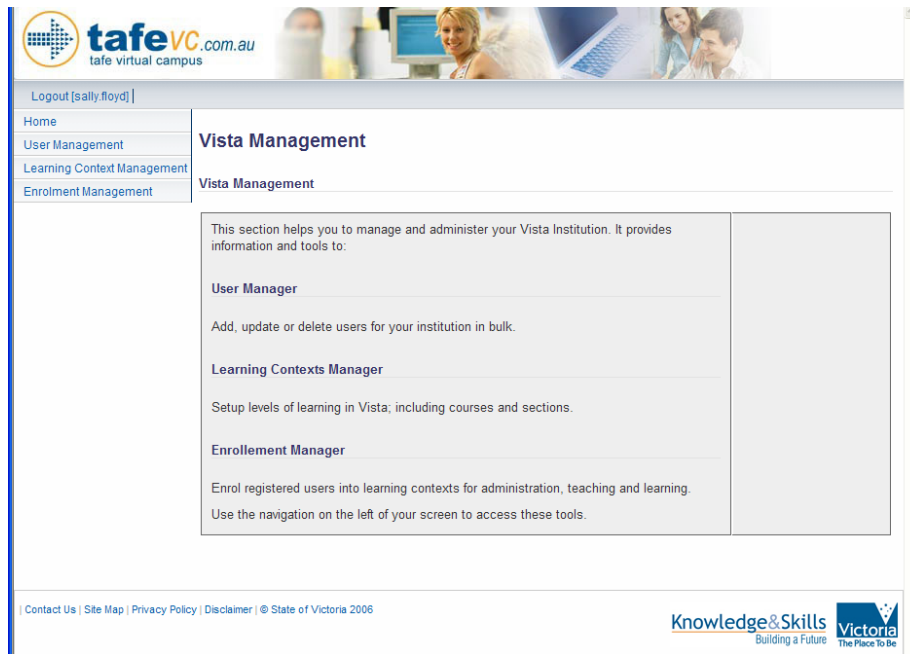 tafevc.com.au
tafe virtual campus
Logout [sally.floyd] |
Home
User Management
Learning Context Management
Enrolment Management
Vista Management
Vista Management
This section helps you to manage and administer your Vista Institution. It provides
information and tools to:
User Manager
Add, update or delete users for your institution in bulk.
Learning Contexts Manager
Setup levels of learning in Vista; including courses and sections.
Enrollement Manager
Enrol registered users into learning contexts for administration, teaching and learning.
Use the navigation on the left of your screen to access these tools.
| Contact Us | Site Map | Privacy Policy | Disclaimer | © State of Victoria 2006
Knowledge&Skills
Building a Future
Victoria
The Place To Be